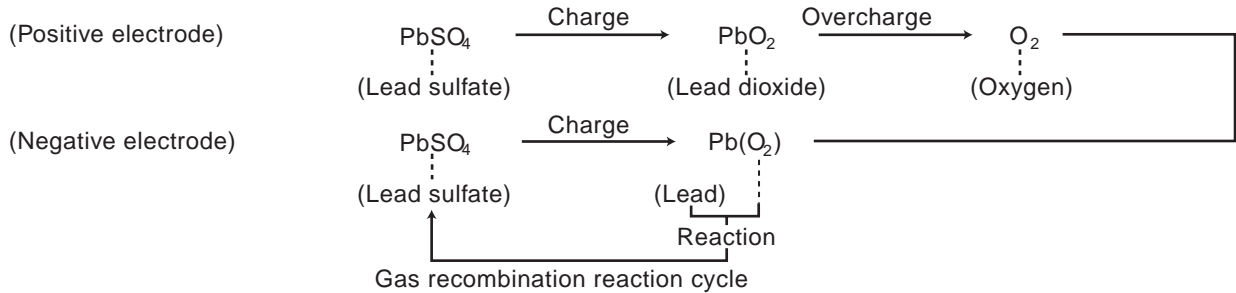 Charge Overcharge
(Positive electrode) PbSO₄ PbO₂ O₂
(Lead sulfate) (Lead dioxide) (Oxygen)
Charge
(Negative electrode) PbSO₄ Pb(O₂)
(Lead sulfate) (Lead)
Reaction
Gas recombination reaction cycle